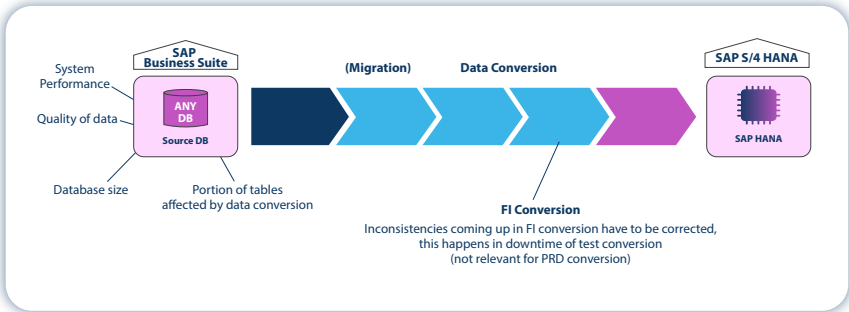 SAP
Business Suite
System
Performance
ANY
DB
Quality of data
Source DB
Database size
Portion of tables
affected by data conversion
(Migration)
Data Conversion
FI Conversion
Inconsistencies coming up in FI conversion have to be corrected,
this happens in downtime of test conversion
(not relevant for PRD conversion)
SAP S/4 HANA
SAP HANA